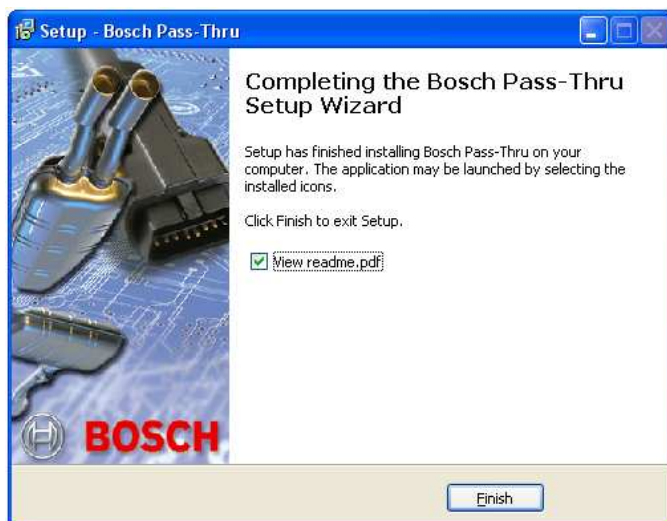 Setup - Bosch Pass-Thru
Completing the Bosch Pass-Thru
Setup Wizard
Setup has finished installing Bosch Pass-Thru on your
computer. The application may be launched by selecting the
installed icons.
Click Finish to exit Setup.
View readme.pdf
BOSCH
Finish